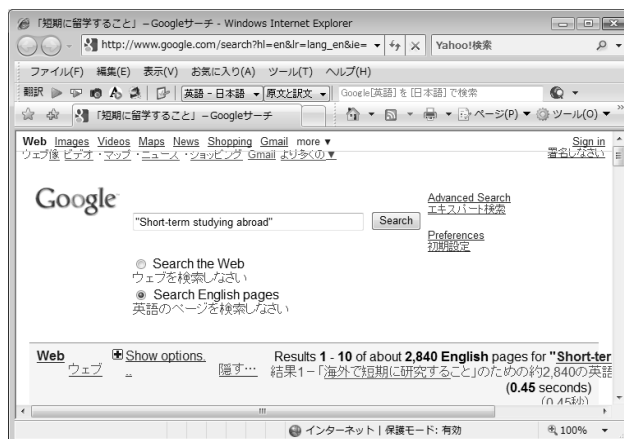 「短期に留学すること」 – Googleサーチ - Windows Internet Explorer
http://www.google.com/search?hl=en&lr=lang_en&ie= Yahoo!検索
ファイル(F) 編集(E) 表示(V) お気に入り(A) ツール(T) ヘルプ(H)
翻訳 英語 - 日本語 原文と訳文 Google[英語] を [日本語] で検索
「短期に留学すること」 – Googleサーチ ページ(P) ツール(O) »
Web Images Videos Maps News Shopping Gmail more ▼ Sign in
ウェブ像 ビデオ ・マップ ・ニュース ・ショッピング Gmail より多くの▼ 署名しなさい
Google
"Short-term studying abroad" Search
Advanced Search
エキスパート検索
Preferences
初期設定
Search the Web
ウェブを検索しなさい
Search English pages
英語のページを検索しなさい
Web Show options. Results 1 - 10 of about 2,840 English pages for "Short-ter
ウェブ .. 隠す… 結果1–「海外で短期に研究すること」のための約2,840の英語
(0.45 seconds)
(0.45秒)
インターネット | 保護モード: 有効 100%